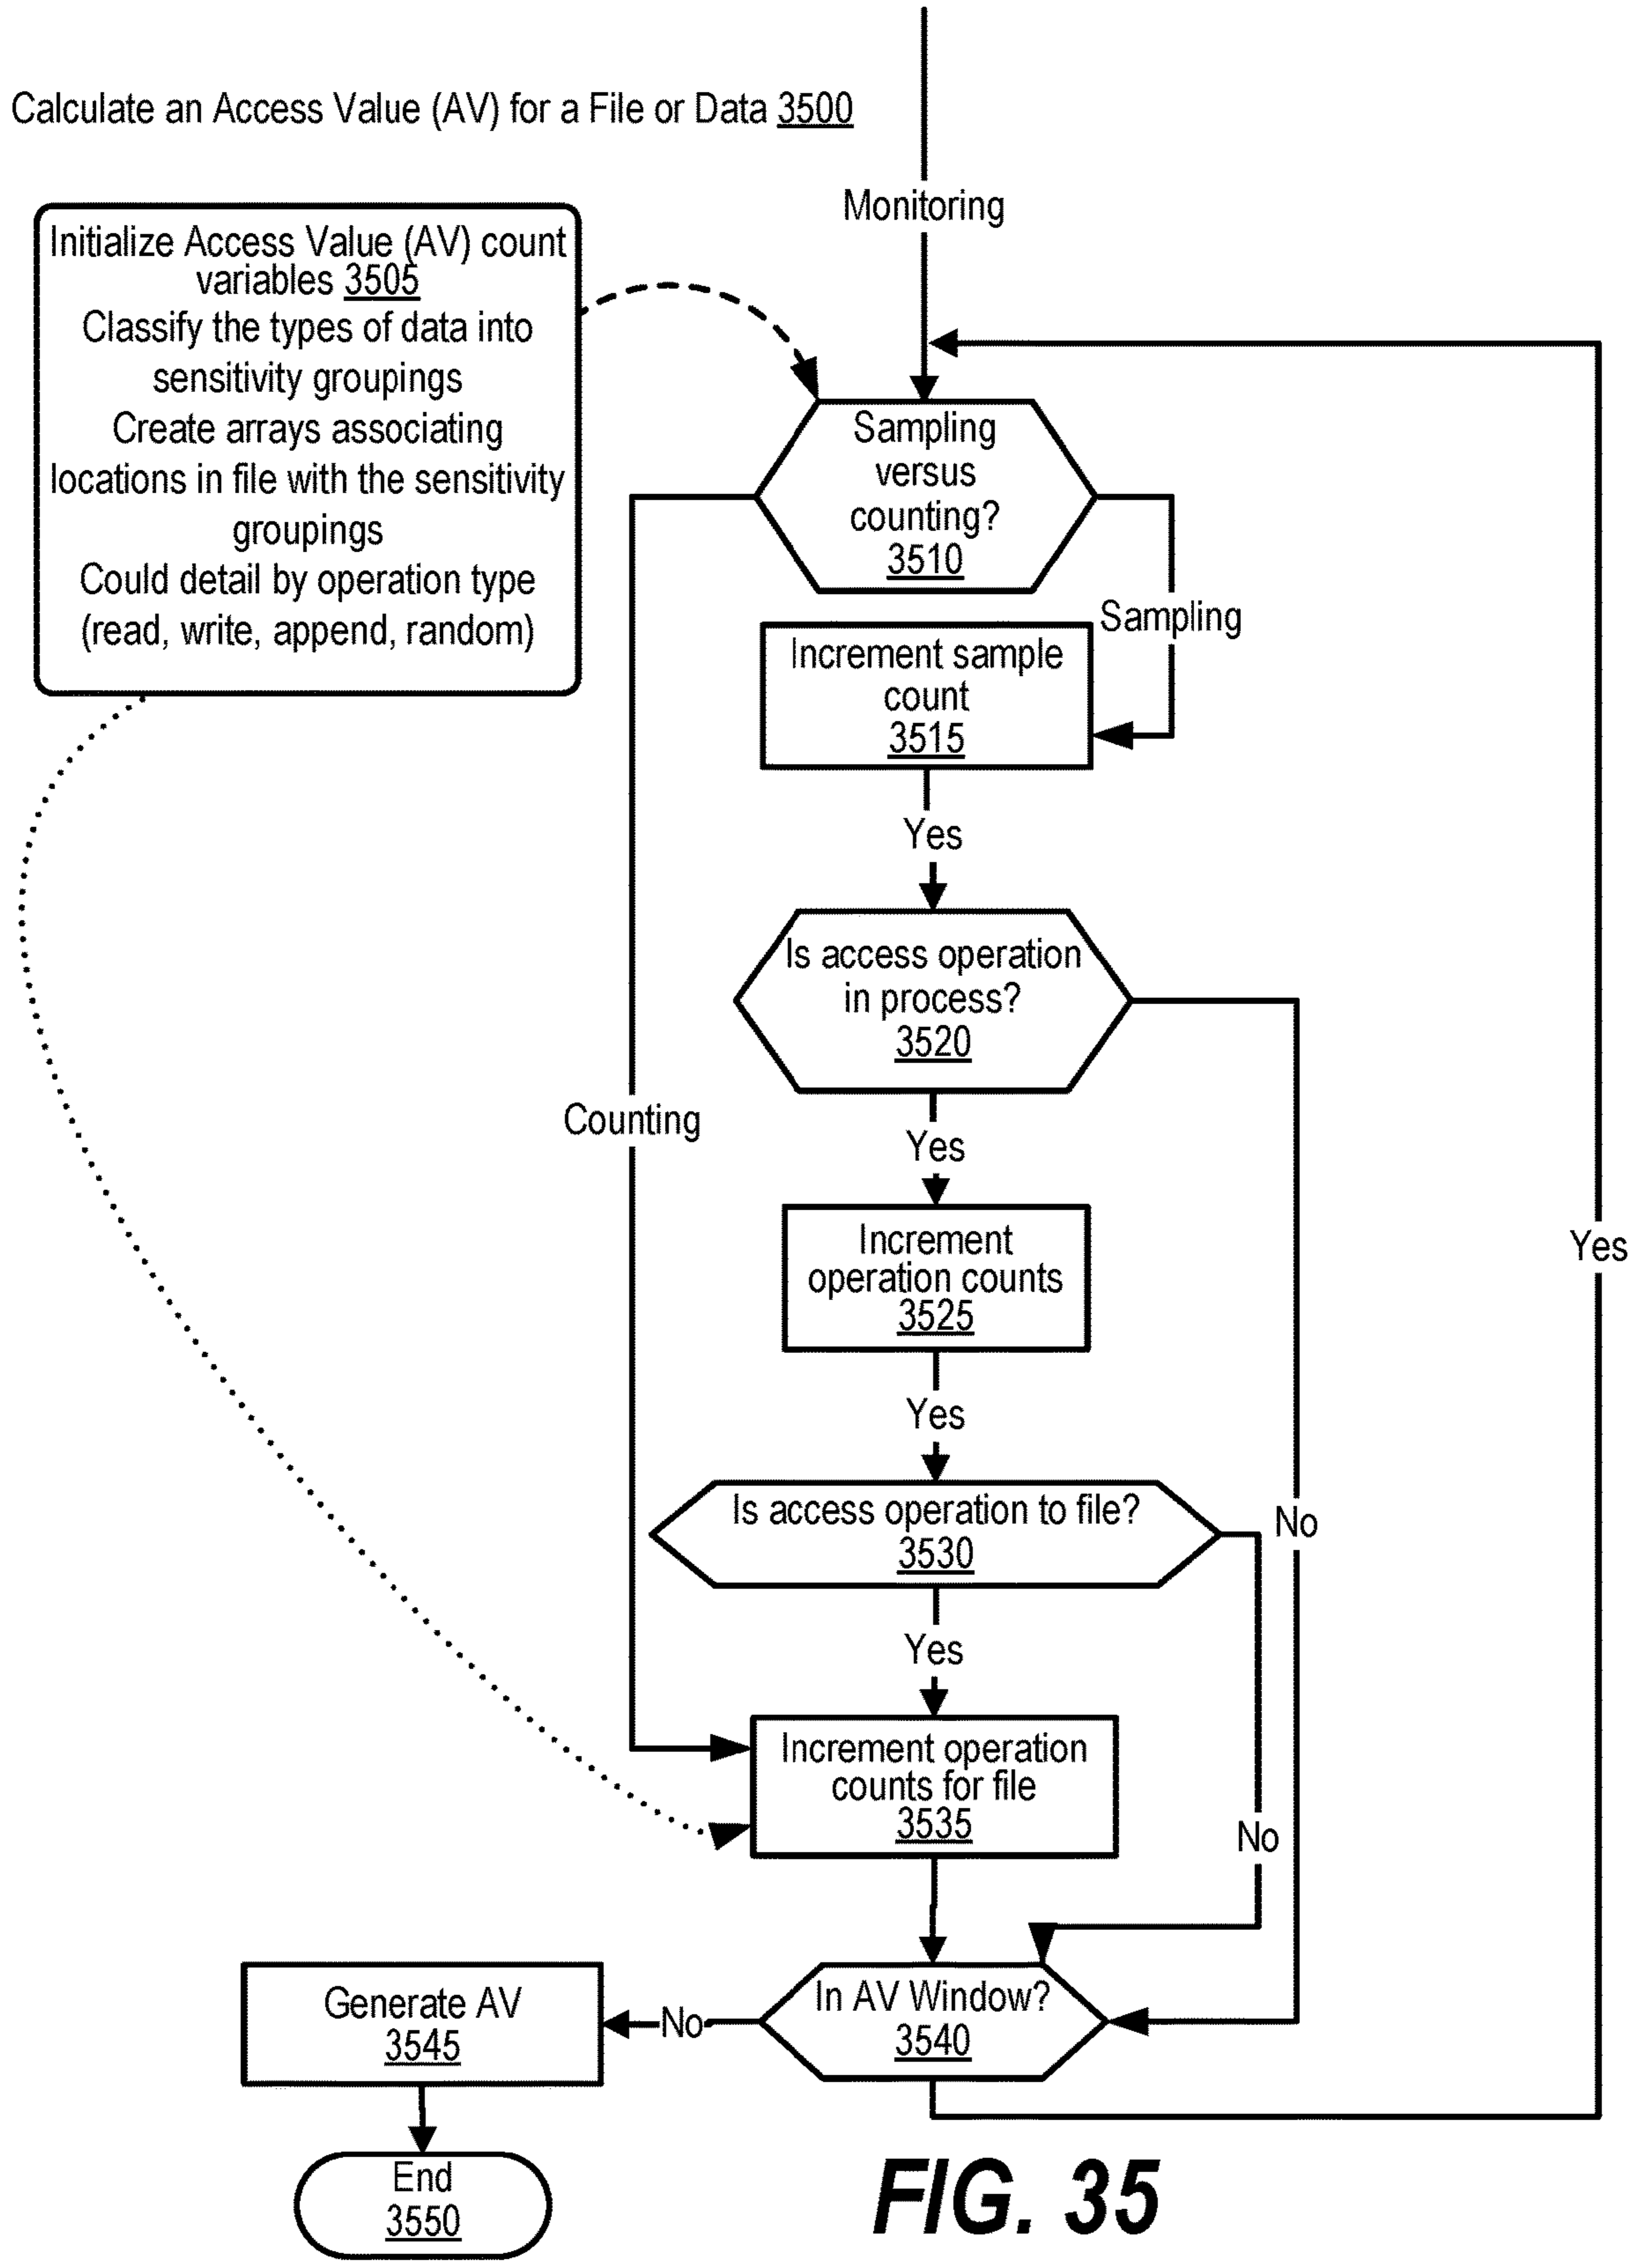 Calculate an Access Value (AV) for a File or Data 3500
Monitoring
Initialize Access Value (AV) count
variables 3505
Classify the types of data into
sensitivity groupings
Create arrays associating
locations in file with the sensitivity
groupings
Could detail by operation type
(read, write, append, random)
Sampling
versus
counting?
3510
Sampling
Increment sample
count
3515
Yes
Is access operation
in process?
3520
Counting
Yes
Increment
operation counts
3525
Yes
Yes
Is access operation to file?
3530
No
Yes
Increment operation
counts for file
3535
No
In AV Window?
3540
No
Generate AV
3545
End
3550
FIG. 35